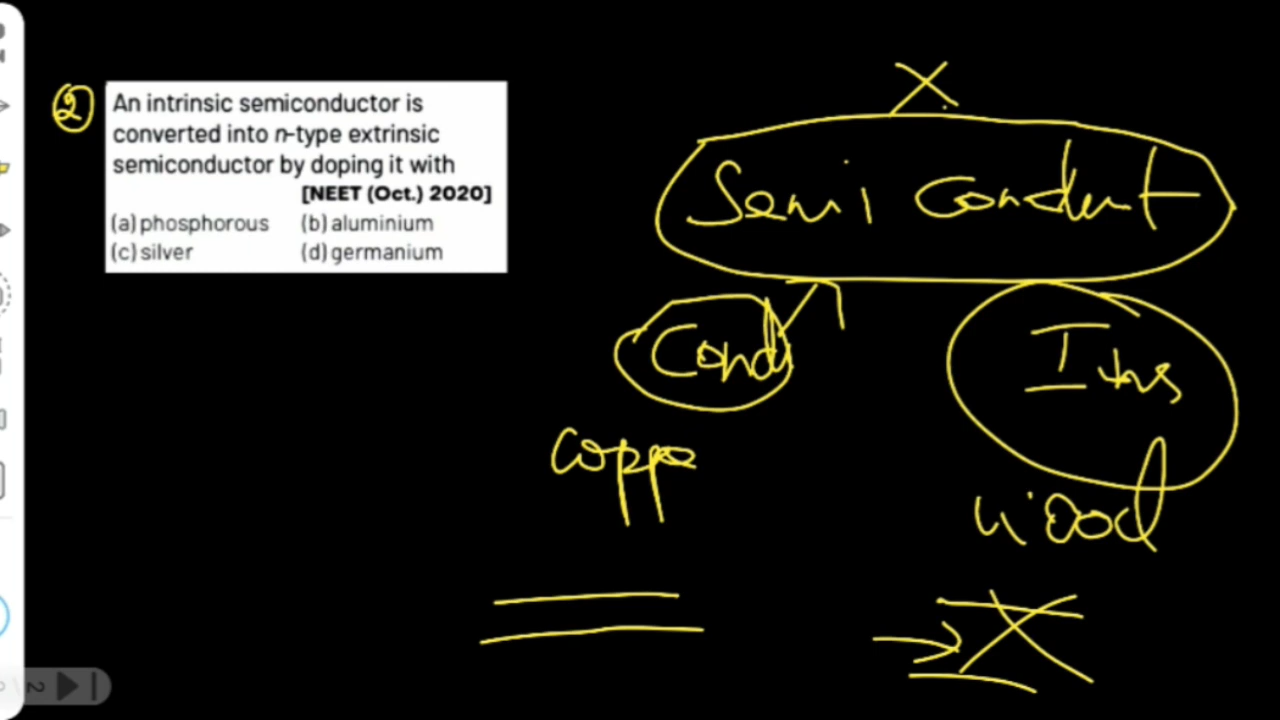 ②
An intrinsic semiconductor is
converted into n-type extrinsic
semiconductor by doping it with
[NEET (Oct.) 2020]
(a) phosphorous (b) aluminium
(c) silver (d) germanium
X
Semi Conduct
Cond
Ins
Coppe
wood
X
2